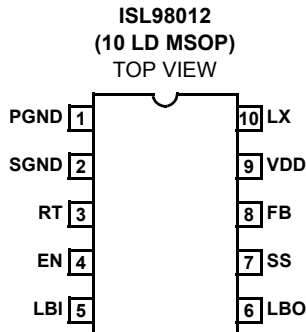 ISL98012
(10 LD MSOP)
TOP VIEW
PGND 1 10 LX
SGND 2 9 VDD
RT 3 8 FB
EN 4 7 SS
LBI 5 6 LBO